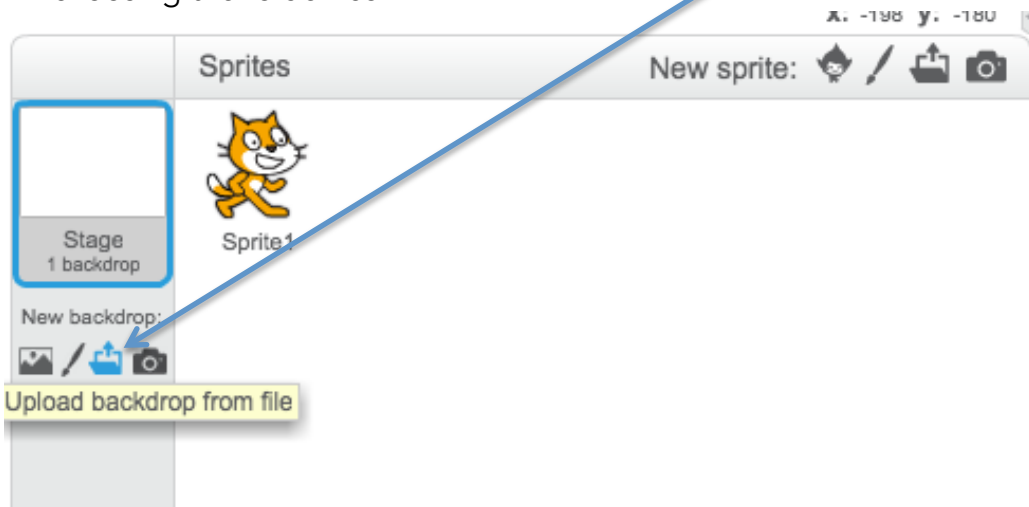 x: -198 y: -180
Sprites New sprite:
Stage
1 backdrop
Sprite1
New backdrop:
Upload backdrop from file